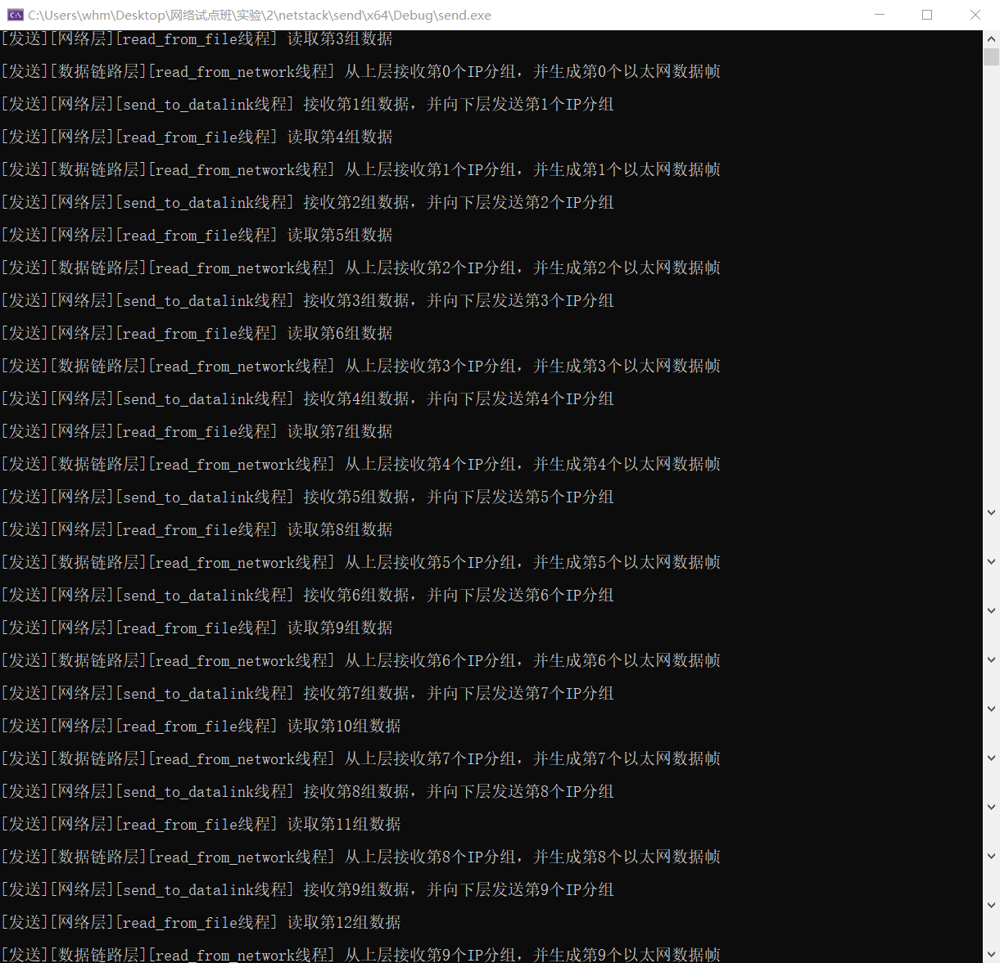 C:\Users\whm\Desktop\网络试点班\实验\2\netstack\send\x64\Debug\send.exe
[发送][网络层][read_from_file线程] 读取第3组数据
[发送][数据链路层][read_from_network线程] 从上层接收第0个IP分组，并生成第0个以太网数据帧
[发送][网络层][send_to_datalink线程] 接收第1组数据，并向下层发送第1个IP分组
[发送][网络层][read_from_file线程] 读取第4组数据
[发送][数据链路层][read_from_network线程] 从上层接收第1个IP分组，并生成第1个以太网数据帧
[发送][网络层][send_to_datalink线程] 接收第2组数据，并向下层发送第2个IP分组
[发送][网络层][read_from_file线程] 读取第5组数据
[发送][数据链路层][read_from_network线程] 从上层接收第2个IP分组，并生成第2个以太网数据帧
[发送][网络层][send_to_datalink线程] 接收第3组数据，并向下层发送第3个IP分组
[发送][网络层][read_from_file线程] 读取第6组数据
[发送][数据链路层][read_from_network线程] 从上层接收第3个IP分组，并生成第3个以太网数据帧
[发送][网络层][send_to_datalink线程] 接收第4组数据，并向下层发送第4个IP分组
[发送][网络层][read_from_file线程] 读取第7组数据
[发送][数据链路层][read_from_network线程] 从上层接收第4个IP分组，并生成第4个以太网数据帧
[发送][网络层][send_to_datalink线程] 接收第5组数据，并向下层发送第5个IP分组
[发送][网络层][read_from_file线程] 读取第8组数据
[发送][数据链路层][read_from_network线程] 从上层接收第5个IP分组，并生成第5个以太网数据帧
[发送][网络层][send_to_datalink线程] 接收第6组数据，并向下层发送第6个IP分组
[发送][网络层][read_from_file线程] 读取第9组数据
[发送][数据链路层][read_from_network线程] 从上层接收第6个IP分组，并生成第6个以太网数据帧
[发送][网络层][send_to_datalink线程] 接收第7组数据，并向下层发送第7个IP分组
[发送][网络层][read_from_file线程] 读取第10组数据
[发送][数据链路层][read_from_network线程] 从上层接收第7个IP分组，并生成第7个以太网数据帧
[发送][网络层][send_to_datalink线程] 接收第8组数据，并向下层发送第8个IP分组
[发送][网络层][read_from_file线程] 读取第11组数据
[发送][数据链路层][read_from_network线程] 从上层接收第8个IP分组，并生成第8个以太网数据帧
[发送][网络层][send_to_datalink线程] 接收第9组数据，并向下层发送第9个IP分组
[发送][网络层][read_from_file线程] 读取第12组数据
[发送][数据链路层][read_from_network线程] 从上层接收第9个IP分组，并生成第9个以太网数据帧